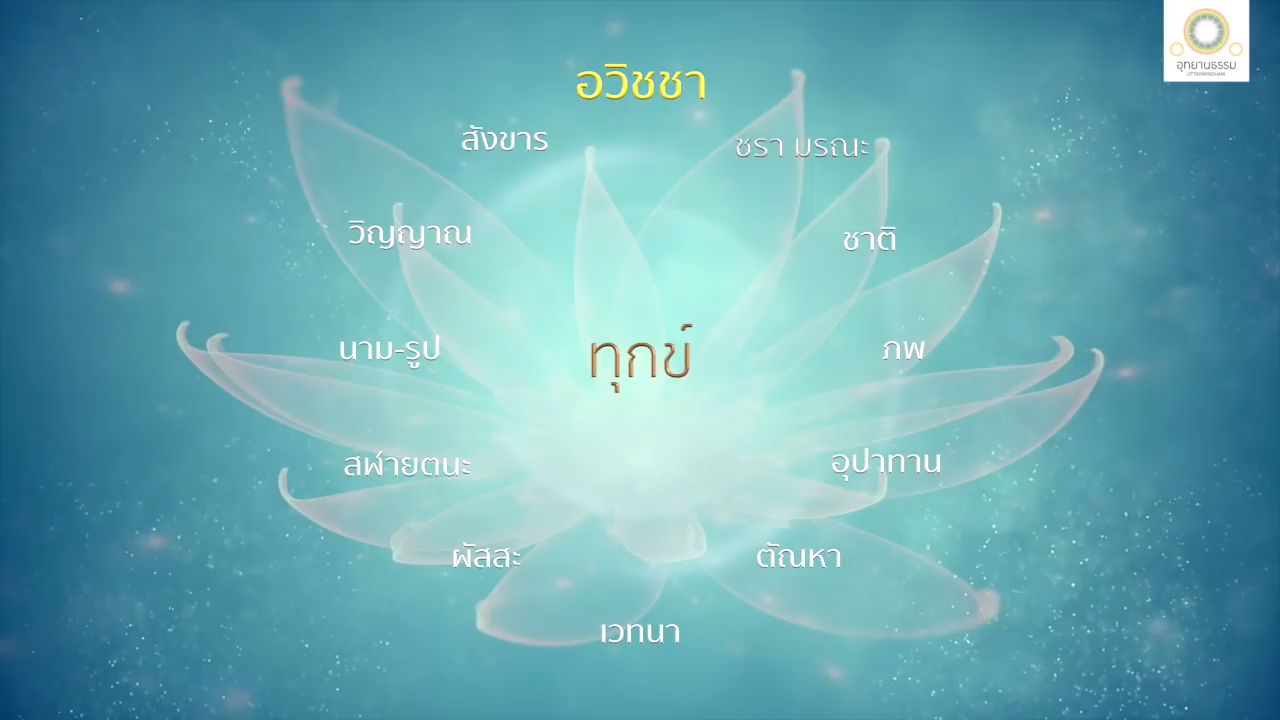 อุทยานธรรม
UTTAYARNDHAM
อวิชชา
สังขาร
ชรา มรณะ
วิญญาณ
ชาติ
นาม-รูป
ทุกข์
ภพ
สฬายตนะ
อุปาทาน
ผัสสะ
ตัณหา
เวทนา